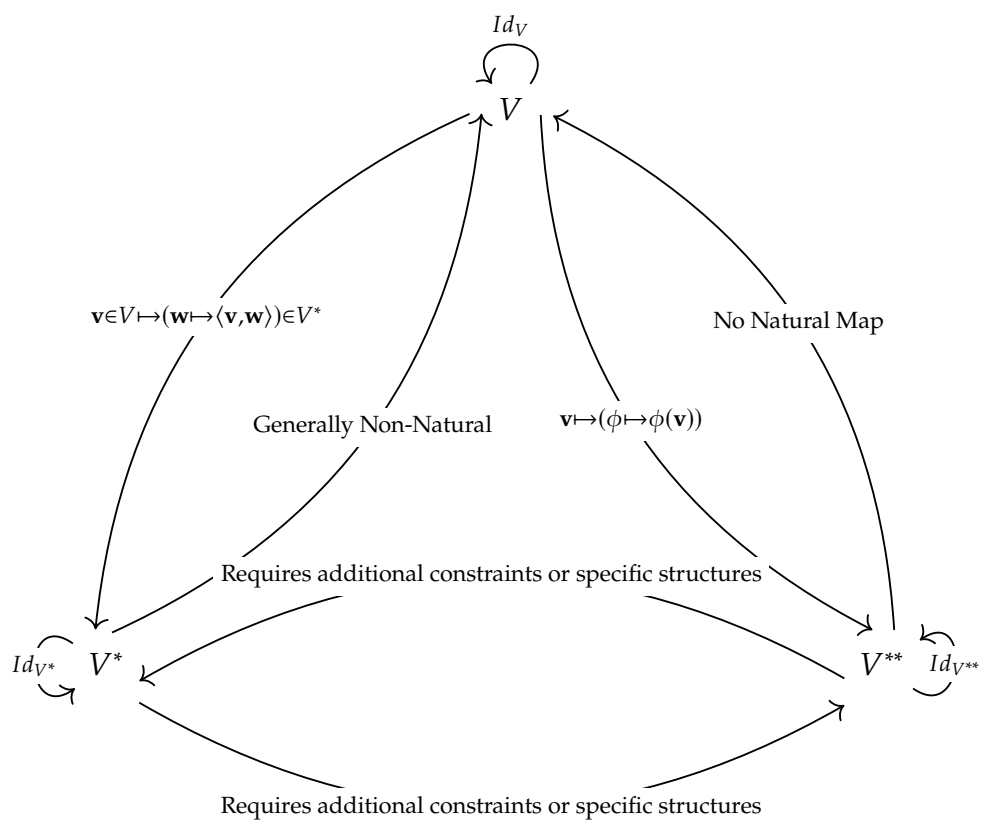 Id_V
V
𝐯∈V↦(𝐰↦⟨𝐯,𝐰⟩)∈V*
No Natural Map
Generally Non-Natural
𝐯↦(ϕ↦ϕ(𝐯))
Requires additional constraints or specific structures
Id_{V*}
V*
V**
Id_{V**}
Requires additional constraints or specific structures